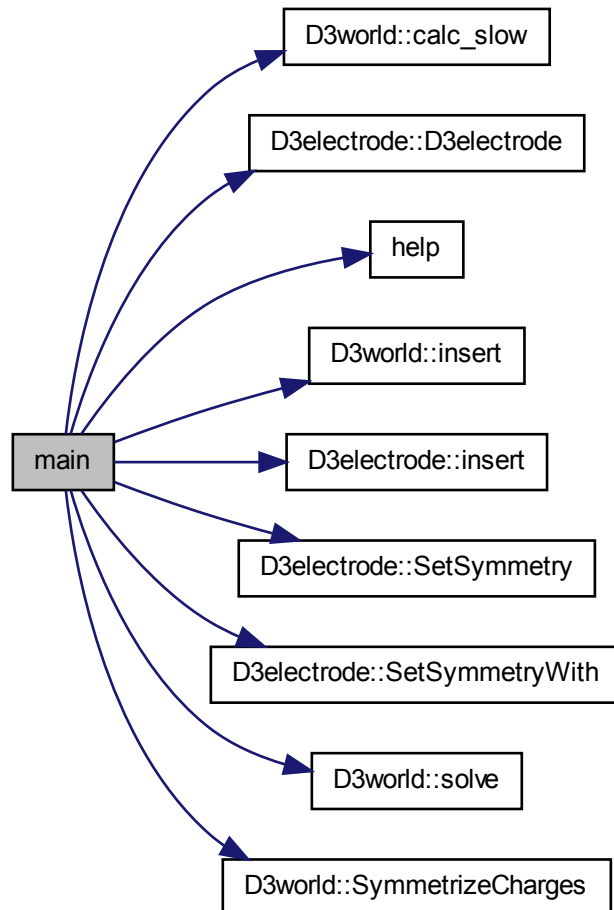 D3world::calc_slow
D3electrode::D3electrode
help
D3world::insert
main
D3electrode::insert
D3electrode::SetSymmetry
D3electrode::SetSymmetryWith
D3world::solve
D3world::SymmetrizeCharges